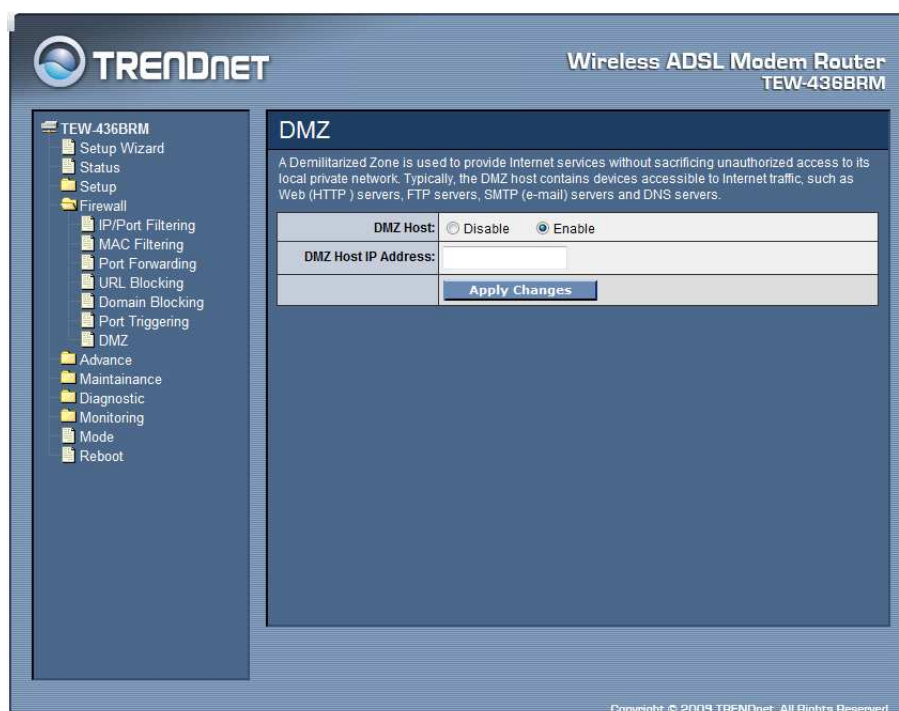 TRENDNET
Wireless ADSL Modem Router
TEW-436BRM
TEW-436BRM
Setup Wizard
Status
Setup
Firewall
IP/Port Filtering
MAC Filtering
Port Forwarding
URL Blocking
Domain Blocking
Port Triggering
DMZ
Advance
Maintainance
Diagnostic
Monitoring
Mode
Reboot
DMZ
A Demilitarized Zone is used to provide Internet services without sacrificing unauthorized access to its
local private network. Typically, the DMZ host contains devices accessible to Internet traffic, such as
Web (HTTP ) servers, FTP servers, SMTP (e-mail) servers and DNS servers.
DMZ Host: Disable Enable
DMZ Host IP Address:
Apply Changes
Copyright © 2009 TRENDnet. All Rights Reserved.